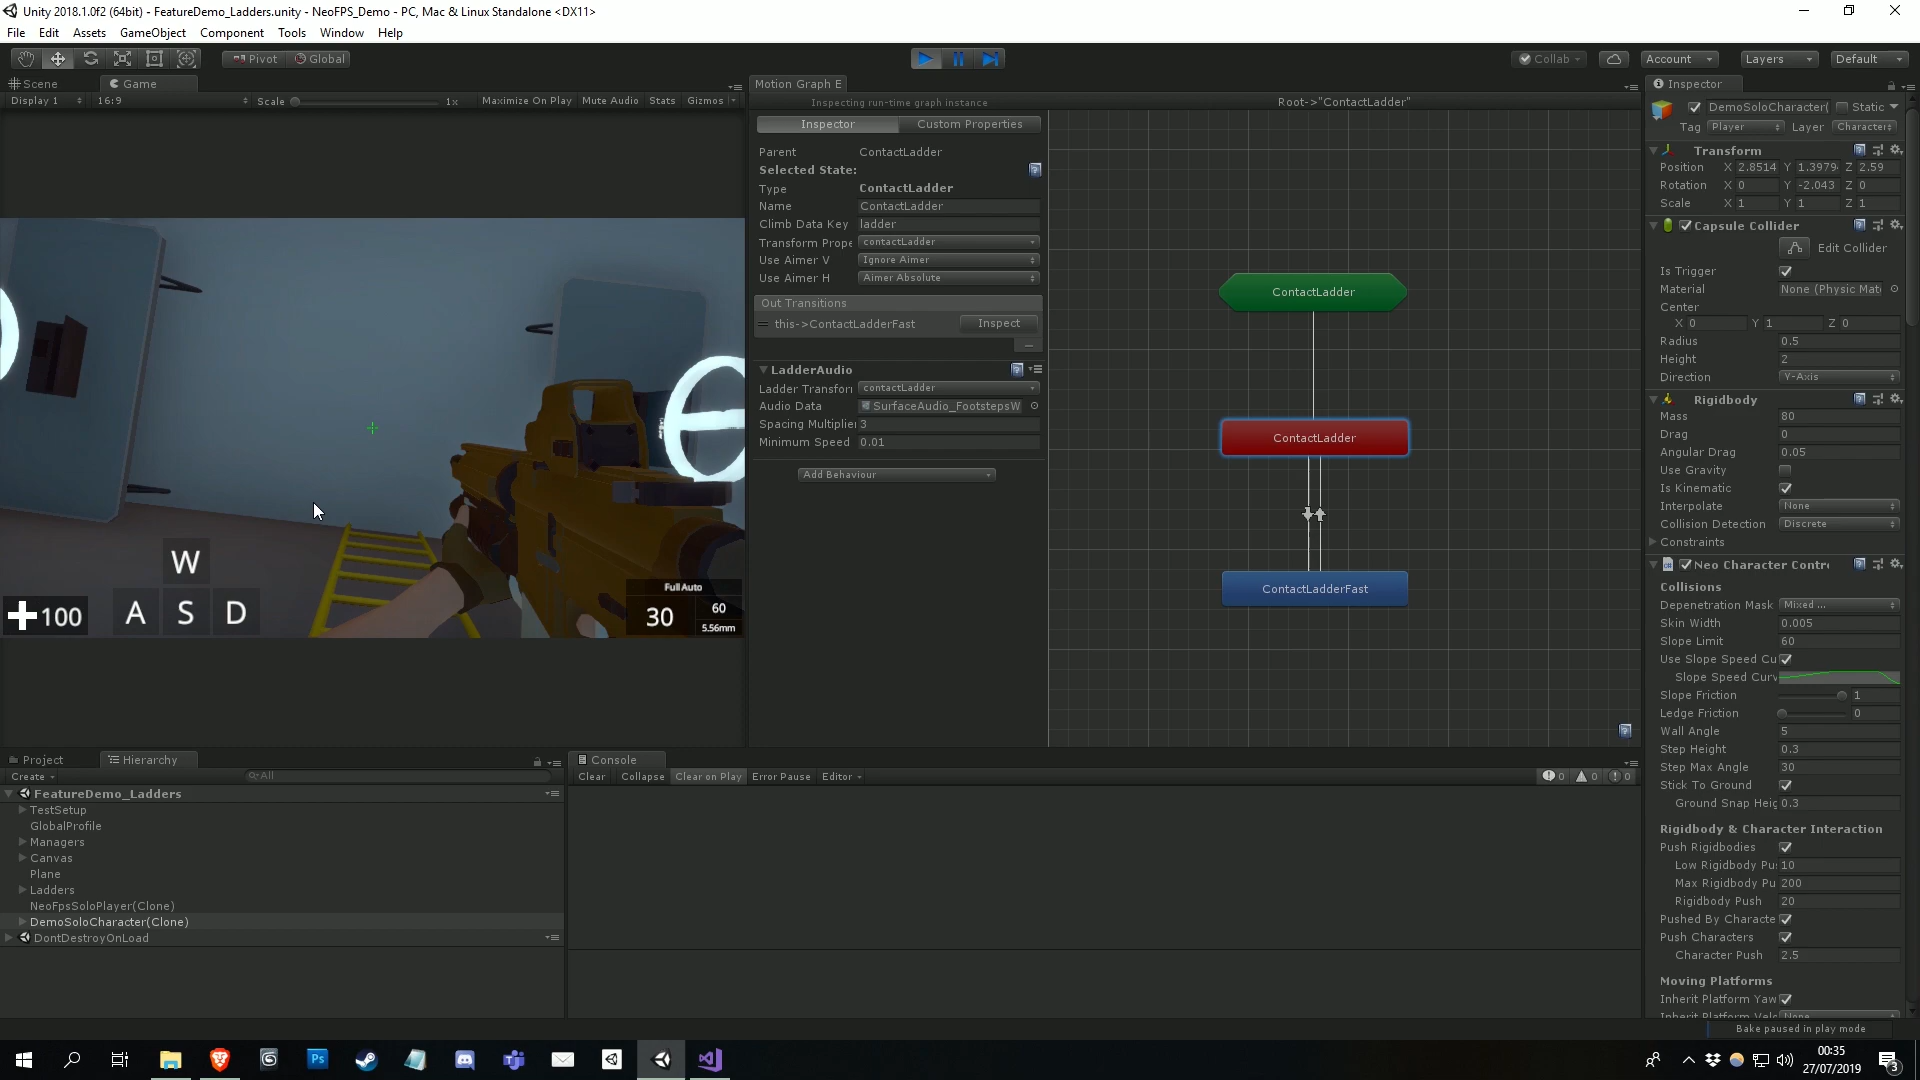 Unity 2018.1.0f2 (64bit) - FeatureDemo_Ladders.unity - NeoFPS_Demo - PC, Mac & Linux Standalone <DX11>
File Edit Assets GameObject Component Tools Window Help
Pivot Global Collab Account Layers Default
Scene Game
Display 1 16:9 Scale 1x Maximize On Play Mute Audio Stats Gizmos
W
A S D
100
Full Auto
30 60
5.56mm
Motion Graph E
Inspecting run-time graph instance
Inspector Custom Properties
Parent ContactLadder
Selected State:
Type ContactLadder
Name ContactLadder
Climb Data Key ladder
Transform Prope contactLadder
Use Aimer V Ignore Aimer
Use Aimer H Aimer Absolute
Out Transitions
this->ContactLadderFast Inspect
LadderAudio
Ladder Transforı contactLadder
Audio Data SurfaceAudio_FootstepsW
Spacing Multiplieı 3
Minimum Speed 0.01
Add Behaviour
Root->"ContactLadder"
ContactLadder
ContactLadder
ContactLadderFast
Inspector
DemoSoloCharacter( Static
Tag Player Layer Character
Transform
Position X 2.8514 Y 1.3979 Z 2.59
Rotation X 0 Y -2.043 Z 0
Scale X 1 Y 1 Z 1
Capsule Collider
Edit Collider
Is Trigger
Material None (Physic Mat
Center
X 0 Y 1 Z 0
Radius 0.5
Height 2
Direction Y-Axis
Rigidbody
Mass 80
Drag 0
Angular Drag 0.05
Use Gravity
Is Kinematic
Interpolate None
Collision Detection Discrete
Constraints
Neo Character Contr
Collisions
Depenetration Mask Mixed ...
Skin Width 0.005
Slope Limit 60
Use Slope Speed Cu
Slope Speed Curv
Slope Friction 1
Ledge Friction 0
Wall Angle 5
Step Height 0.3
Step Max Angle 30
Stick To Ground
Ground Snap Heiç 0.3
Rigidbody & Character Interaction
Push Rigidbodies
Low Rigidbody Pu 10
Max Rigidbody Pu 200
Rigidbody Push 20
Pushed By Characte
Push Characters
Character Push 2.5
Moving Platforms
Inherit Platform Yaw
Inherit Platform Velo None
Bake paused in play mode
Project Hierarchy
Create All
FeatureDemo_Ladders
TestSetup
GlobalProfile
Managers
Canvas
Plane
Ladders
NeoFpsSoloPlayer(Clone)
DemoSoloCharacter(Clone)
DontDestroyOnLoad
Console
Clear Collapse Clear on Play Error Pause Editor 0 0 0
Ps
00:35
27/07/2019
3